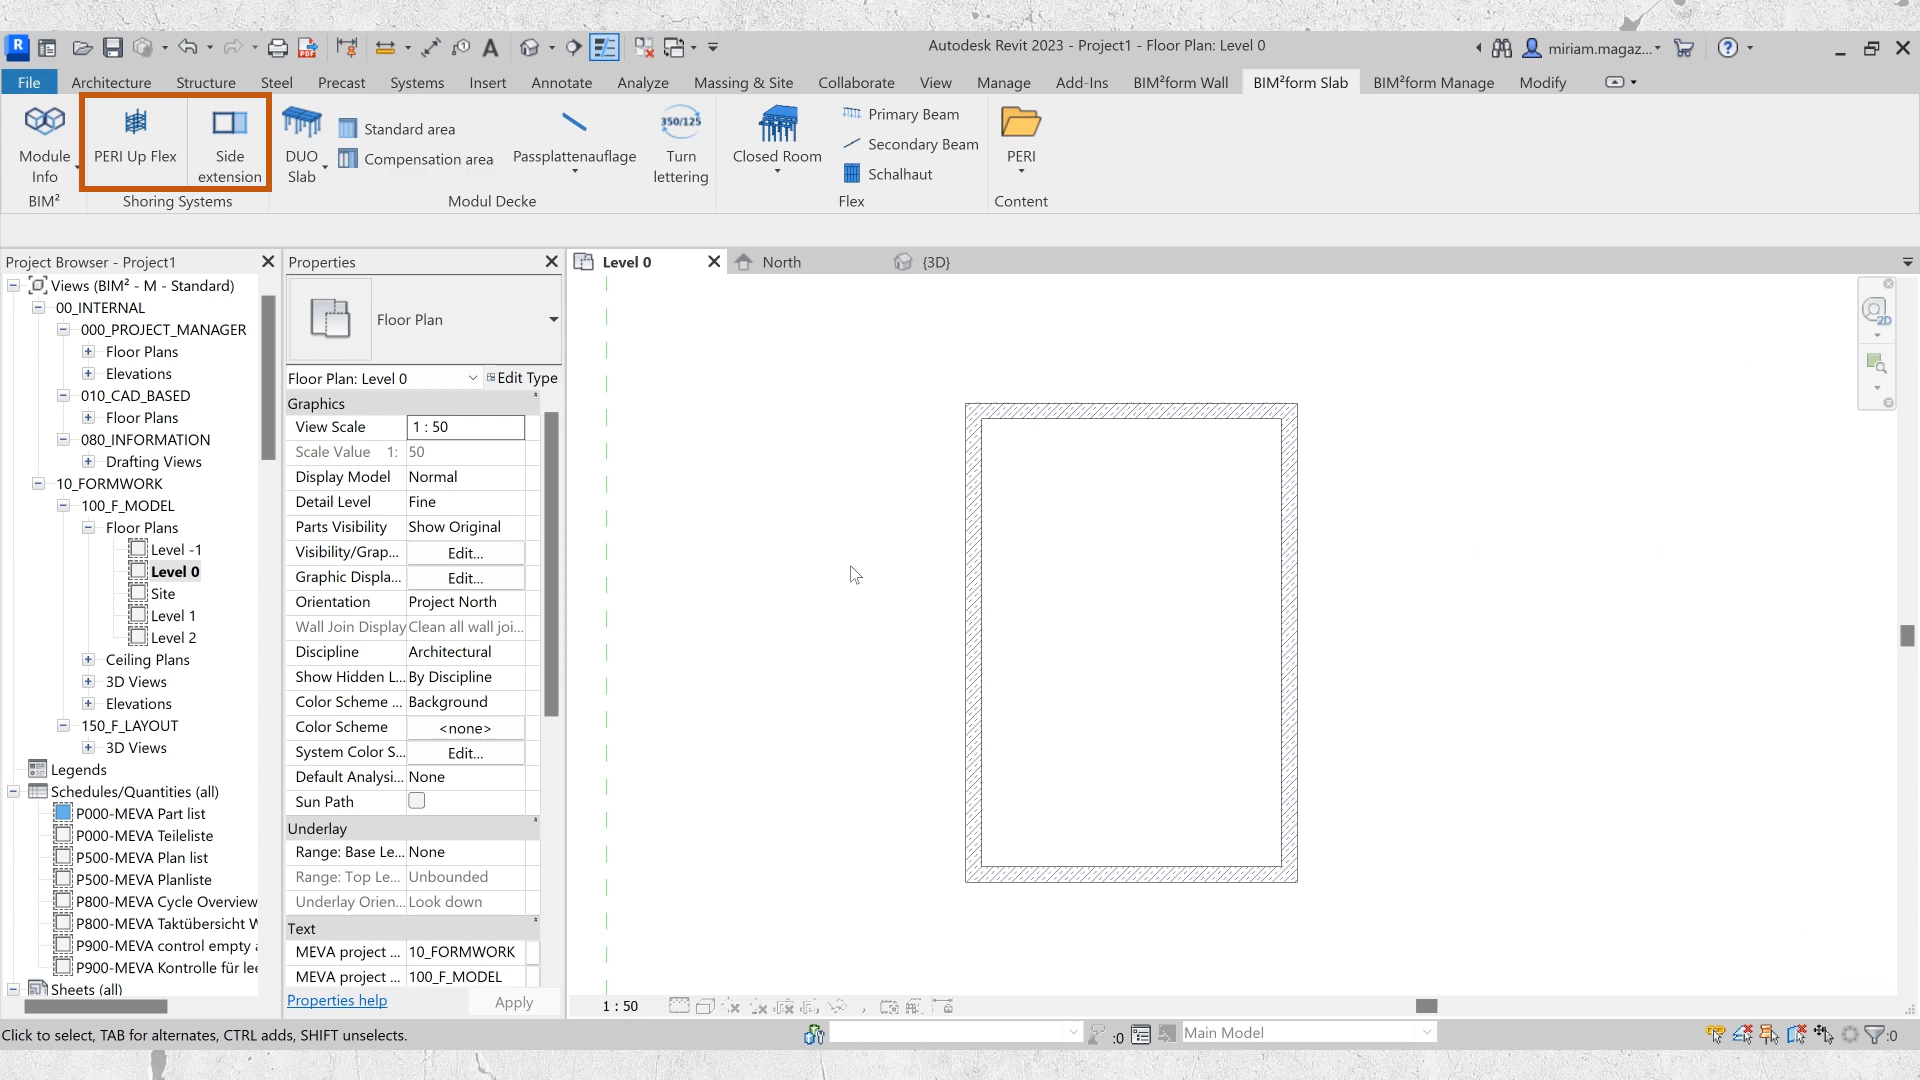 Autodesk Revit 2023 - Project1 - Floor Plan: Level 0
miriam.magaz...
File Architecture Structure Steel Precast Systems Insert Annotate Analyze Massing & Site Collaborate View Manage Add-Ins BIM²form Wall BIM²form Slab BIM²form Manage Modify
Module
Info
BIM²
PERI Up Flex
Side
extension
Shoring Systems
DUO
Slab
Standard area
Compensation area
Passplattenauflage
350/125
Turn
lettering
Modul Decke
Closed Room
Primary Beam
Secondary Beam
Schalhaut
Flex
PERI
Content
Project Browser - Project1
Views (BIM² - M - Standard)
00_INTERNAL
000_PROJECT_MANAGER
Floor Plans
Elevations
010_CAD_BASED
Floor Plans
080_INFORMATION
Drafting Views
10_FORMWORK
100_F_MODEL
Floor Plans
Level -1
Level 0
Site
Level 1
Level 2
Ceiling Plans
3D Views
Elevations
150_F_LAYOUT
3D Views
Legends
Schedules/Quantities (all)
P000-MEVA Part list
P000-MEVA Teileliste
P500-MEVA Plan list
P500-MEVA Planliste
P800-MEVA Cycle Overview
P800-MEVA Taktübersicht W
P900-MEVA control empty
P900-MEVA Kontrolle für lee
Sheets (all)
Properties
Floor Plan
Floor Plan: Level 0 Edit Type
Graphics
View Scale 1 : 50
Scale Value 1: 50
Display Model Normal
Detail Level Fine
Parts Visibility Show Original
Visibility/Grap... Edit...
Graphic Displa... Edit...
Orientation Project North
Wall Join Display Clean all wall joi...
Discipline Architectural
Show Hidden L... By Discipline
Color Scheme ... Background
Color Scheme <none>
System Color S... Edit...
Default Analysi... None
Sun Path
Underlay
Range: Base Le... None
Range: Top Le... Unbounded
Underlay Orien... Look down
Text
MEVA project ... 10_FORMWORK
MEVA project ... 100_F_MODEL
Properties help Apply
Level 0 North {3D}
2D
1 : 50
Click to select, TAB for alternates, CTRL adds, SHIFT unselects.
:0
Main Model
:0